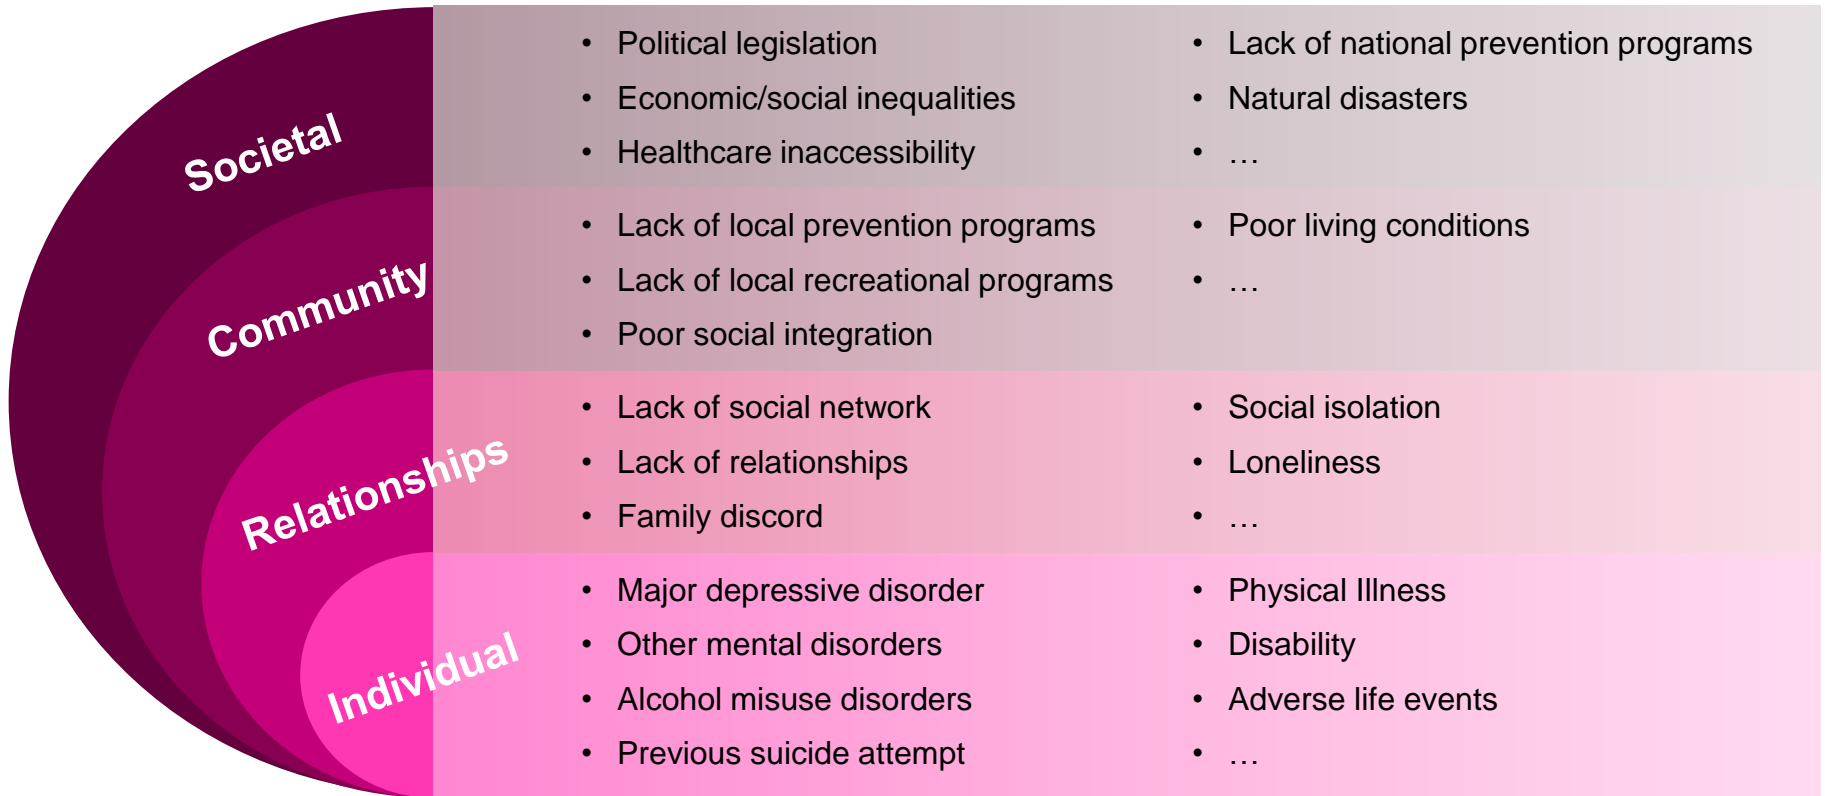 Societal
• Political legislation
• Economic/social inequalities
• Healthcare inaccessibility
• Lack of national prevention programs
• Natural disasters
• …
Community
• Lack of local prevention programs
• Lack of local recreational programs
• Poor social integration
• Poor living conditions
• …
Relationships
• Lack of social network
• Lack of relationships
• Family discord
• Social isolation
• Loneliness
• …
Individual
• Major depressive disorder
• Other mental disorders
• Alcohol misuse disorders
• Previous suicide attempt
• Physical Illness
• Disability
• Adverse life events
• …